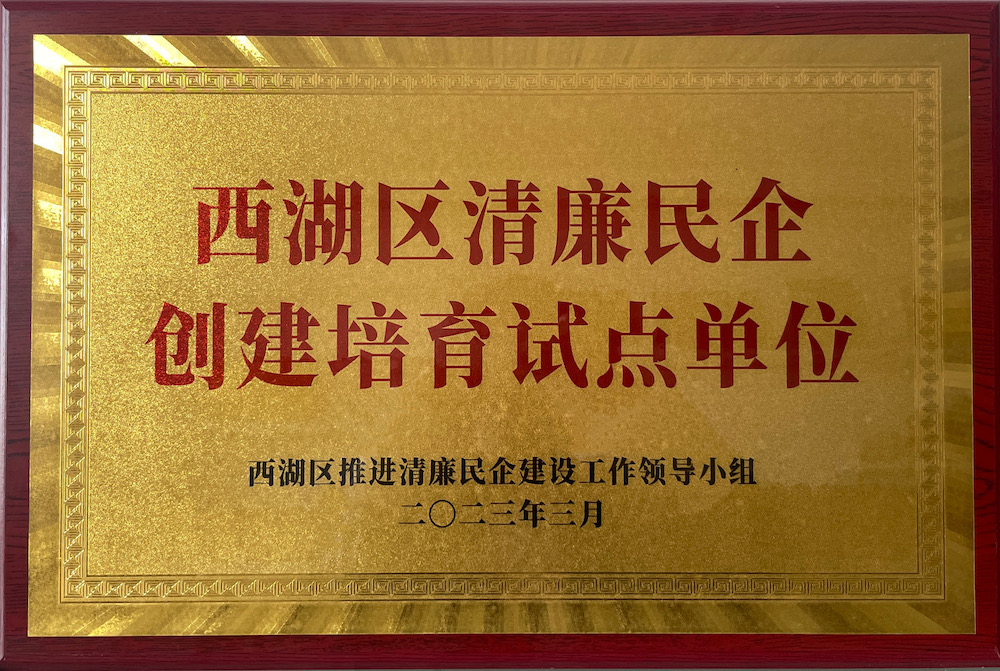 西湖区清廉民企
创建培育试点单位
西湖区推进清廉民企建设工作领导小组
二〇二三年三月